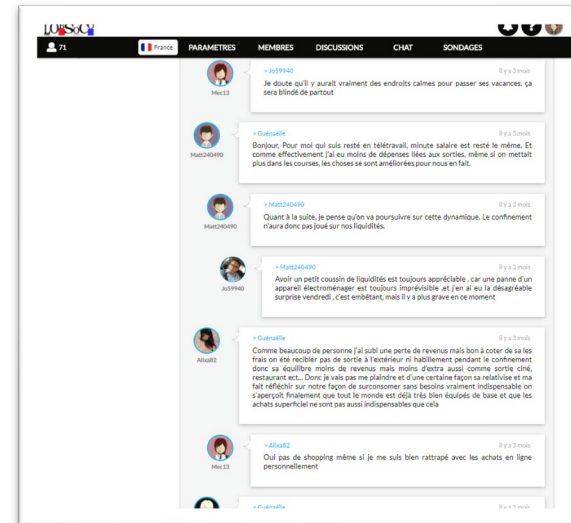 LOBSOCY
71
France
PARAMETRES
MEMBRES
DISCUSSIONS
CHAT
SONDAGES
Mec13
> Jo59940
Il y a 3 mois
Je doute qu'il y aurait vraiment des endroits calmes pour passer ses vacances, ça
sera blindé de partout
Matt240490
> Guénaëlle
Il y a 3 mois
Bonjour, Pour moi qui suis resté en télétravail, minute salaire est resté le même. Et
comme effectivement j'ai eu moins de dépenses liées aux sorties, même si on mettait
plus dans les courses, les choses se sont améliorées pour nous en fait.
Matt240490
> Matt240490
Il y a 3 mois
Quant à la suite, je pense qu'on va poursuivre sur cette dynamique. Le confinement
n'aura donc pas joué sur nos liquidités.
Jo59940
> Matt240490
Il y a 3 mois
Avoir un petit coussin de liquidités est toujours appréciable , car une panne d'un
appareil électroménager est toujours imprévisible ,et j'en ai eu la désagréable
surprise vendredi , c'est embêtant, mais il y a plus grave en ce moment
Alixa82
> Guénaëlle
Il y a 3 mois
Comme beaucoup de personne j'ai subi une perte de revenus mais bon à coter de sa les
frais on été recibler pas de sortie à l'extérieur ni habillement pendant le confinement
donc sa équilibre moins de revenus mais moins d'extra aussi comme sortie ciné,
restaurant ect... Donc je vais pas me plaindre et d'une certaine façon sa relativise et ma
fait réfléchir sur notre façon de surconsomer sans besoins vraiment indispensable on
s'aperçoit finalement que tout le monde est déjà très bien équipés de base et que les
achats superficiel ne sont pas aussi indispensables que cela
Mec13
> Alixa82
Il y a 3 mois
Oui pas de shopping même si je me suis bien rattrapé avec les achats en ligne
personnellement
> Guénaëlle
Il y a 3 mois